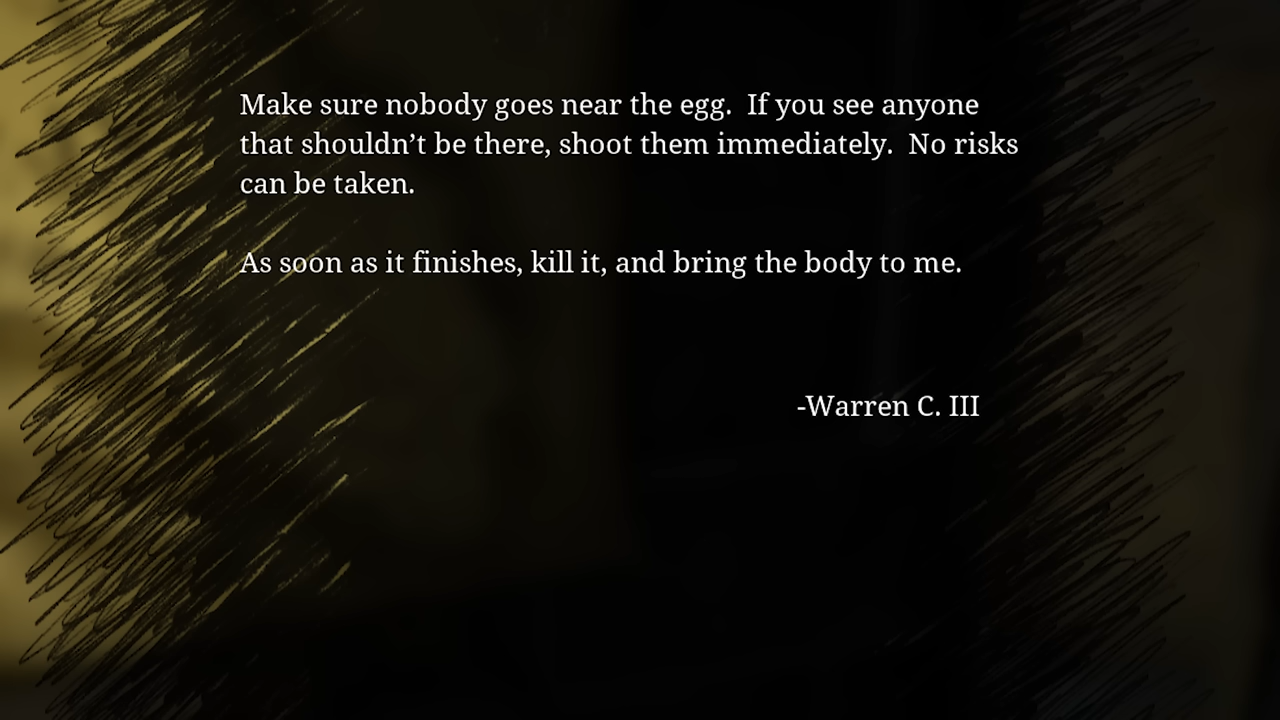 Make sure nobody goes near the egg.  If you see anyone
that shouldn’t be there, shoot them immediately.  No risks
can be taken.
As soon as it finishes, kill it, and bring the body to me.
-Warren C. III